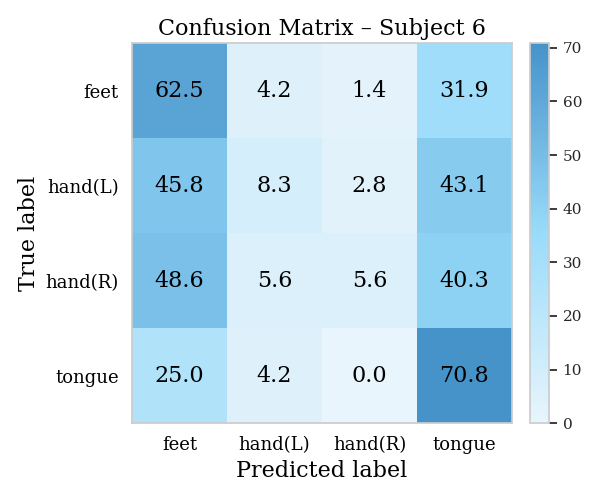 Confusion Matrix – Subject 6
True label
feet 62.5 4.2 1.4 31.9
hand(L) 45.8 8.3 2.8 43.1
hand(R) 48.6 5.6 5.6 40.3
tongue 25.0 4.2 0.0 70.8
feet hand(L) hand(R) tongue
Predicted label
70
60
50
40
30
20
10
0